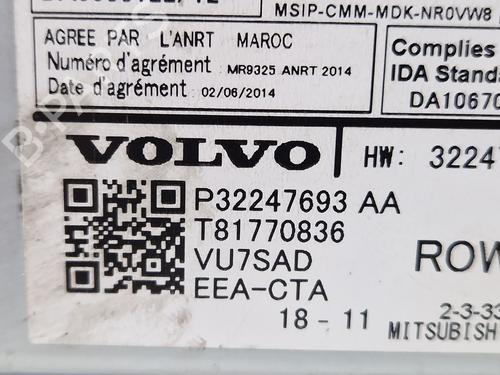 MSIP-CMM-MDK-NR0VW8
AGREE PAR L'ANRT MAROC
Numéro d'agrément: MR9325 ANRT 2014
Date d'agrément: 02/06/2014
Complies
IDA Standa
DA10670
VOLVO HW: 3224
P32247693 AA
T81770836
VU7SAD
ROW
EEA-CTA
18-11
2-3-33
MITSUBISH